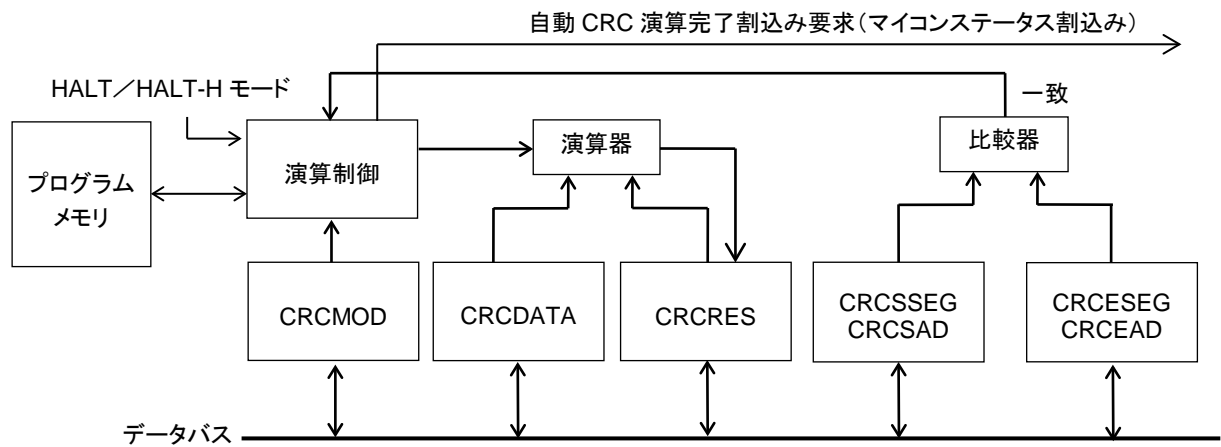 自動 CRC 演算完了割込み要求（マイコンステータス割込み）
HALT／HALT-H モード
一致
プログラム
メモリ
演算制御
演算器
比較器
CRCMOD
CRCDATA
CRCRES
CRCSSEG
CRCSAD
CRCESEG
CRCEAD
データバス